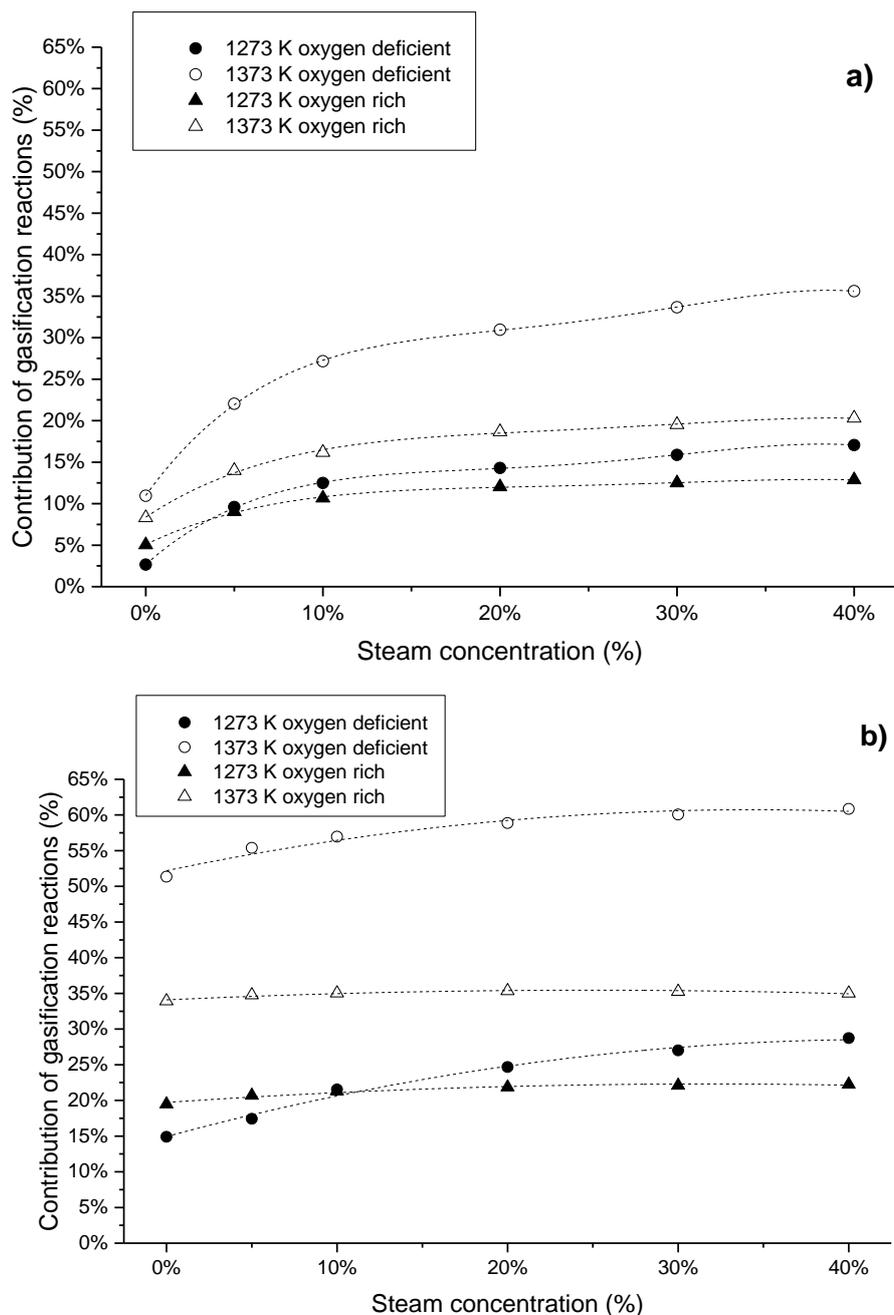 1273 K oxygen deficient
1373 K oxygen deficient
1273 K oxygen rich
1373 K oxygen rich
a)
65%
60%
55%
50%
45%
40%
35%
30%
25%
20%
15%
10%
5%
0%
Contribution of gasification reactions (%)
0% 10% 20% 30% 40%
Steam concentration (%)
1273 K oxygen deficient
1373 K oxygen deficient
1273 K oxygen rich
1373 K oxygen rich
b)
65%
60%
55%
50%
45%
40%
35%
30%
25%
20%
15%
10%
5%
0%
Contribution of gasification reactions (%)
0% 10% 20% 30% 40%
Steam concentration (%)